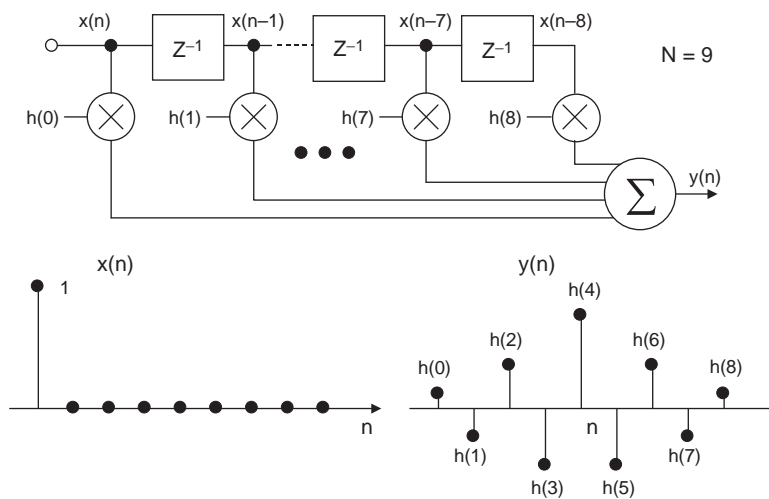 x(n) x(n–1) x(n–7) x(n–8)
Z–1 Z–1 Z–1 N = 9
h(0) h(1) h(7) h(8)
y(n)
Σ
x(n) y(n)
1
h(4)
h(2) h(6)
h(0) h(8)
n n
h(1) h(7)
h(3) h(5)